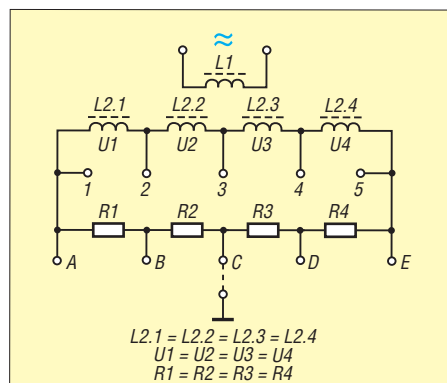 ≈
L1
L2.1 L2.2 L2.3 L2.4
U1 U2 U3 U4
1 2 3 4 5
R1 R2 R3 R4
A B C D E
L2.1 = L2.2 = L2.3 = L2.4
U1 = U2 = U3 = U4
R1 = R2 = R3 = R4